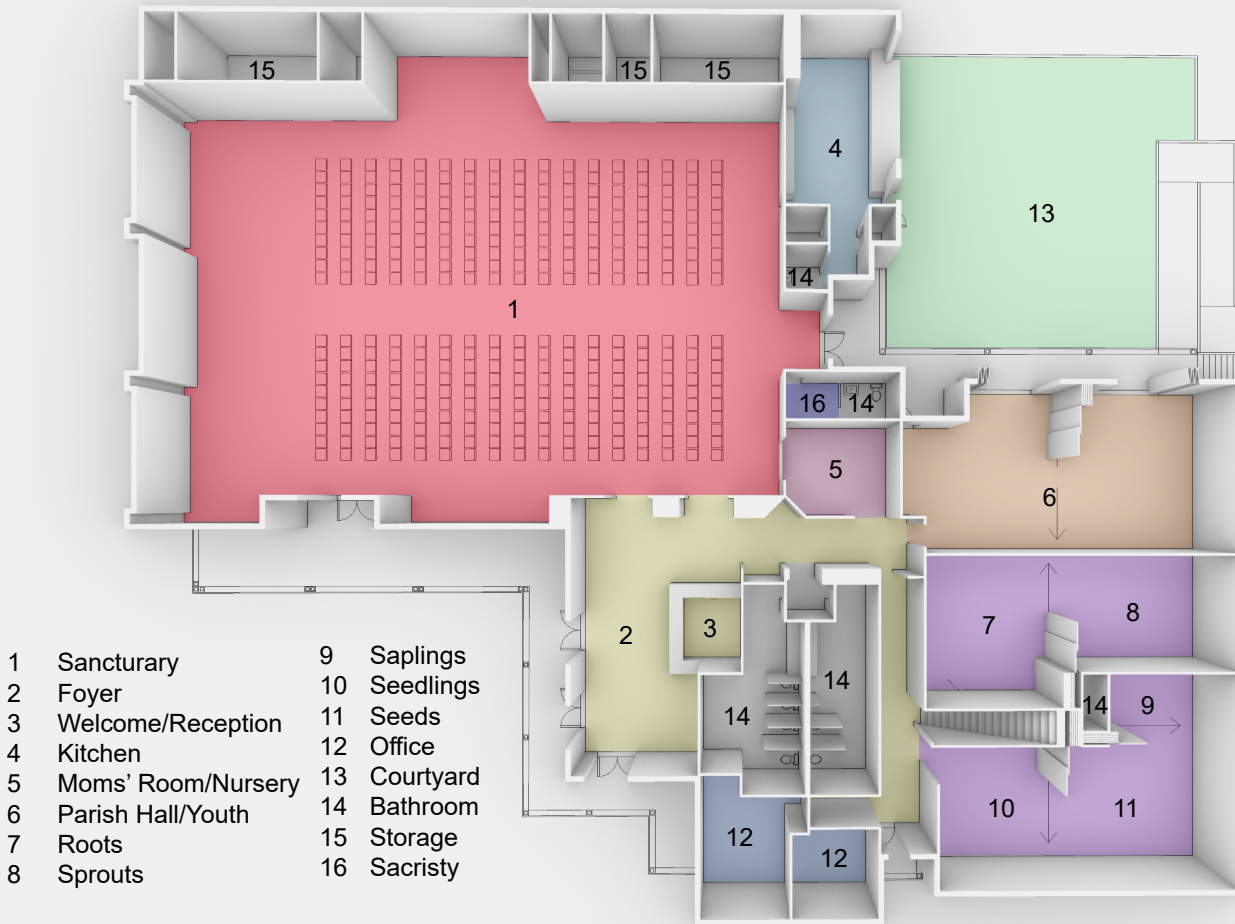 15
15
15
4
13
14
1
16
14
5
6
7
8
2
3
14
14
14
9
10
11
12
12
1 Sancturary
2 Foyer
3 Welcome/Reception
4 Kitchen
5 Moms' Room/Nursery
6 Parish Hall/Youth
7 Roots
8 Sprouts
9 Saplings
10 Seedlings
11 Seeds
12 Office
13 Courtyard
14 Bathroom
15 Storage
16 Sacristy